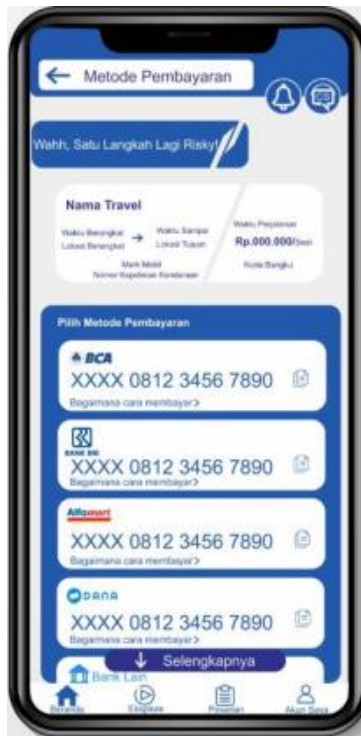 Metode Pembayaran
CS
Wahh, Satu Langkah Lagi Risky!
Nama Travel
Waktu Berangkat → Waktu Sampai
Lokasi Berangkat Lokasi Tujuan
Waktu Perjalanan
Rp.000.000/Seat
Merk Mobil
Nomor Kendaraan
Kode Bangku
Pilih Metode Pembayaran
BCA
XXXX 0812 3456 7890
Bagaimana cara membayar>
BANK BRI
XXXX 0812 3456 7890
Bagaimana cara membayar>
Alfamart
XXXX 0812 3456 7890
Bagaimana cara membayar>
DANA
XXXX 0812 3456 7890
Bagaimana cara membayar>
↓ Selengkapnya
Bank Lain
Beranda Eksplore Pesanan Akun Saya